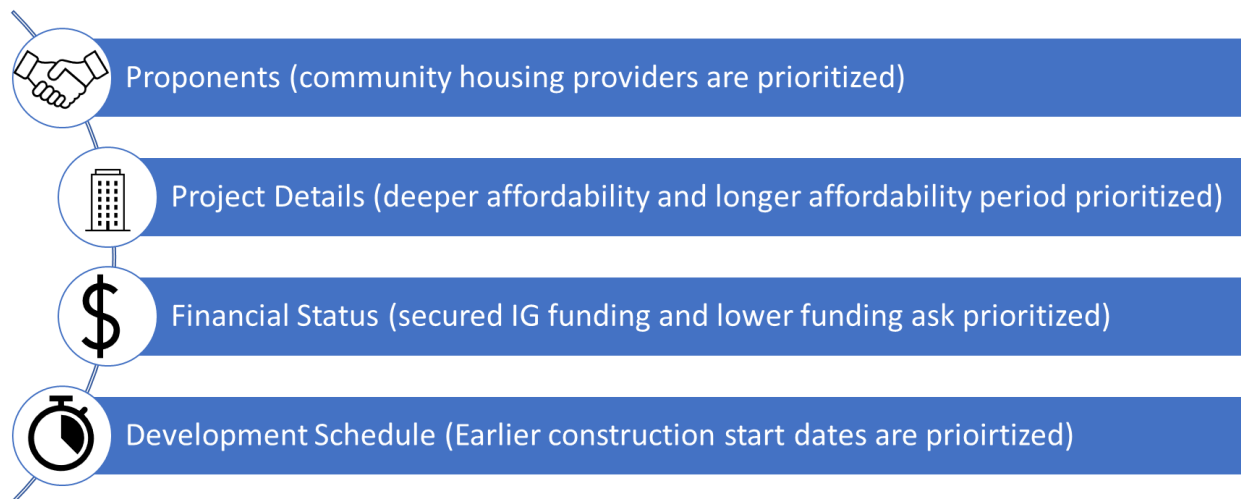 Proponents (community housing providers are prioritized)
Project Details (deeper affordability and longer affordability period prioritized)
Financial Status (secured IG funding and lower funding ask prioritized)
Development Schedule (Earlier construction start dates are prioirtized)